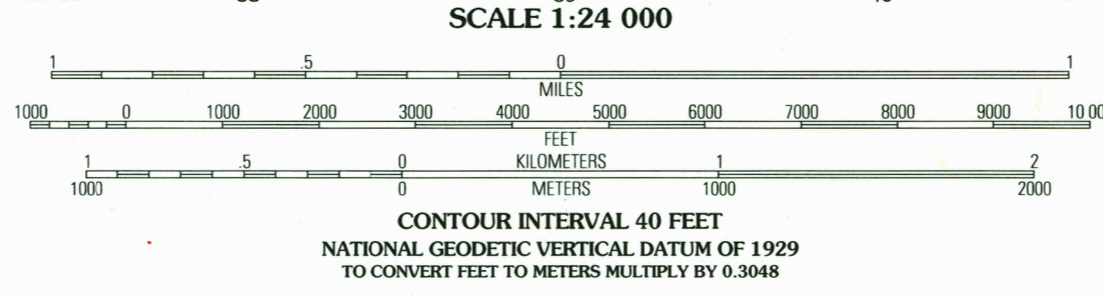 SCALE 1:24 000
1 .5 0 1
MILES
1000 0 1000 2000 3000 4000 5000 6000 7000 8000 9000 10 00
FEET
1 .5 0 KILOMETERS 1 2
1000 0 METERS 1000 2000
CONTOUR INTERVAL 40 FEET
NATIONAL GEODETIC VERTICAL DATUM OF 1929
TO CONVERT FEET TO METERS MULTIPLY BY 0.3048